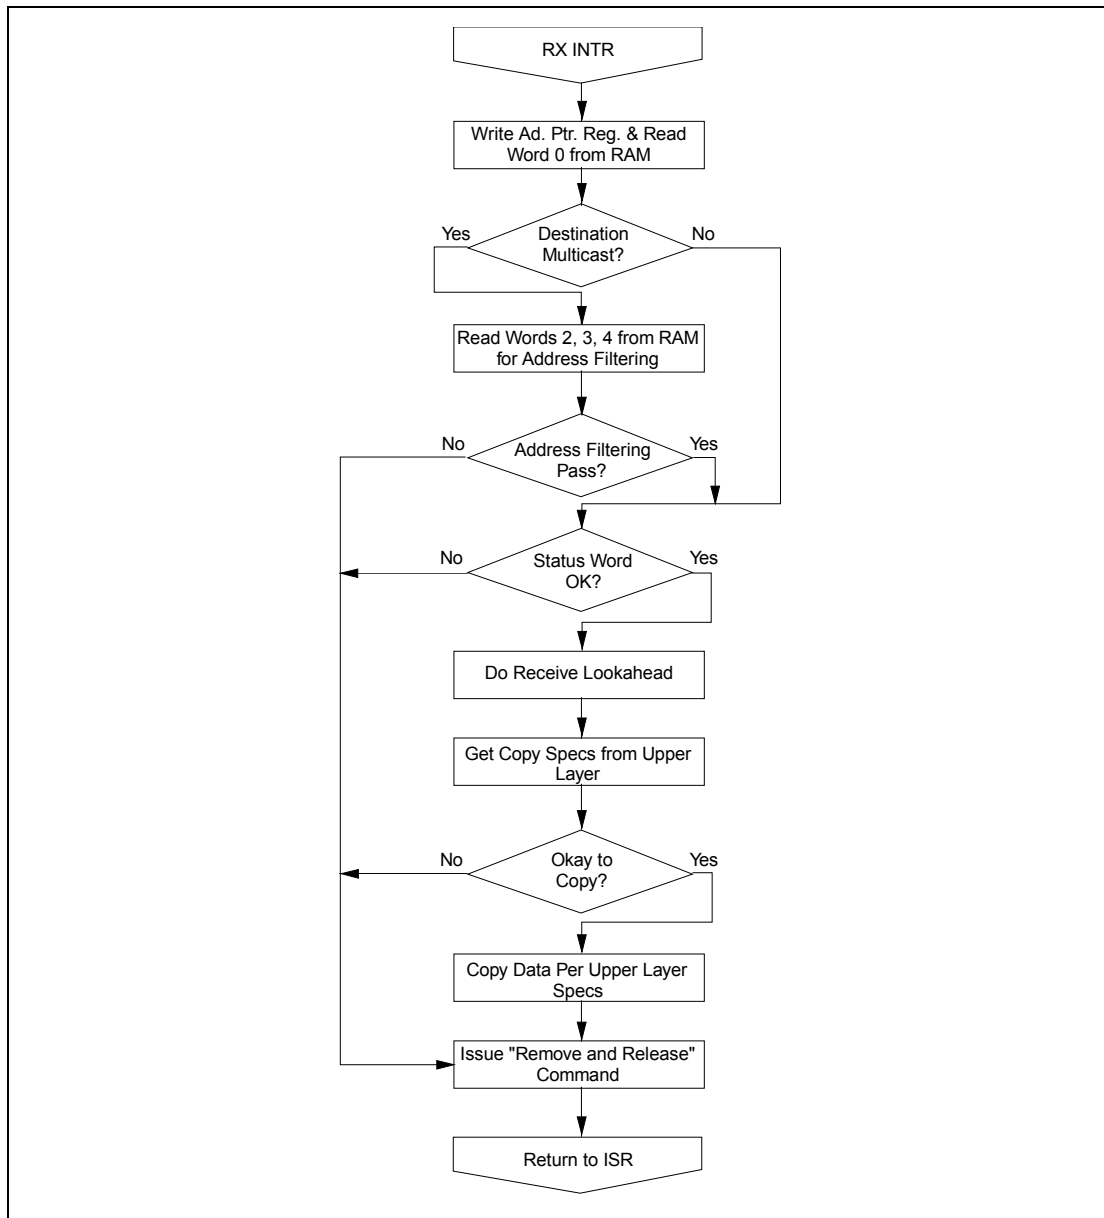 RX INTR
Write Ad. Ptr. Reg. & Read
Word 0 from RAM
Yes
Destination
Multicast?
No
Read Words 2, 3, 4 from RAM
for Address Filtering
No
Address Filtering
Pass?
Yes
No
Status Word
OK?
Yes
Do Receive Lookahead
Get Copy Specs from Upper
Layer
No
Okay to
Copy?
Yes
Copy Data Per Upper Layer
Specs
Issue "Remove and Release"
Command
Return to ISR